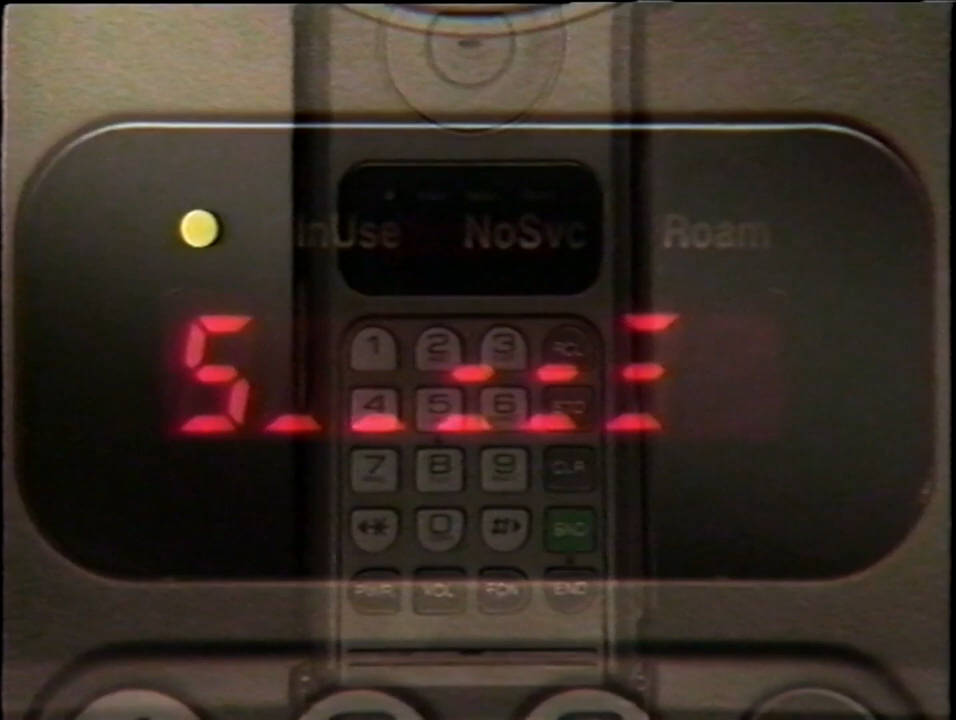 InUse NoSvc Roam
S
1 2 3 RCL
4 5 6 STO
7 8 9 CLR
* 0 # SND
PWR VOL FCN END